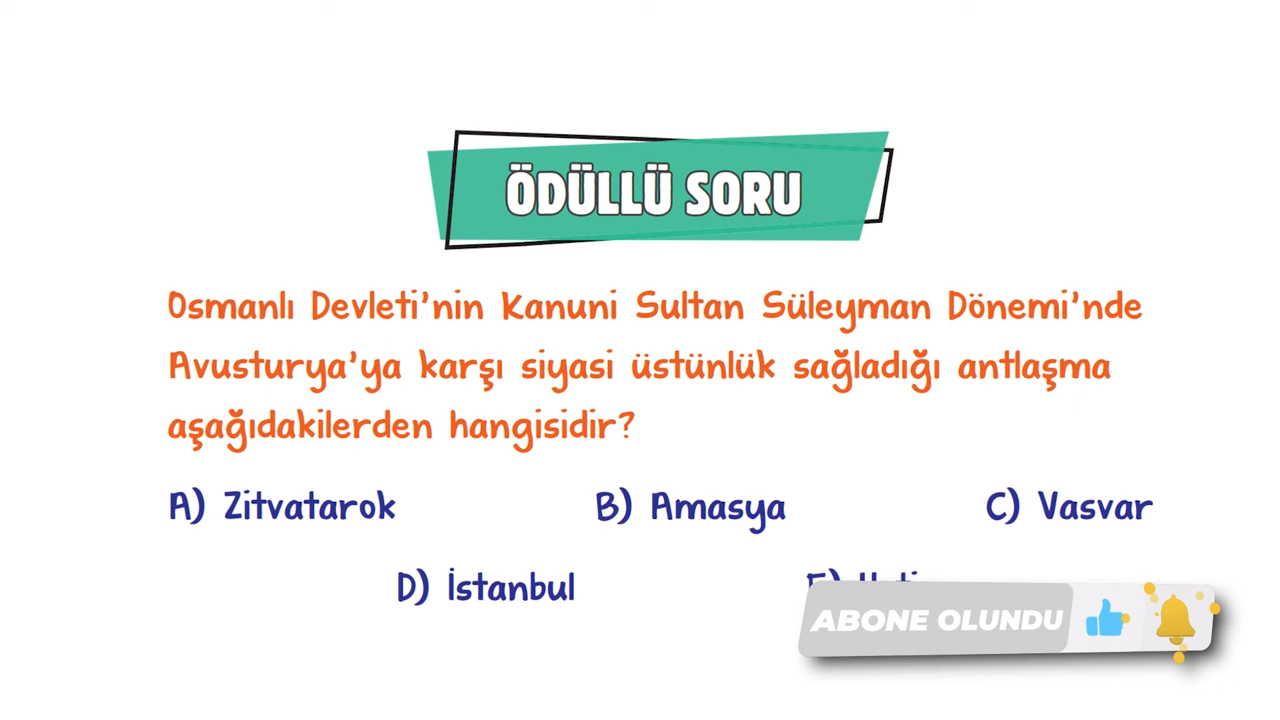 ÖDÜLLÜ SORU
Osmanlı Devleti'nin Kanuni Sultan Süleyman Dönemi'nde
Avusturya'ya karşı siyasi üstünlük sağladığı antlaşma
aşağıdakilerden hangisidir?
A) Zitvatarok B) Amasya C) Vasvar
D) İstanbul
ABONE OLUNDU